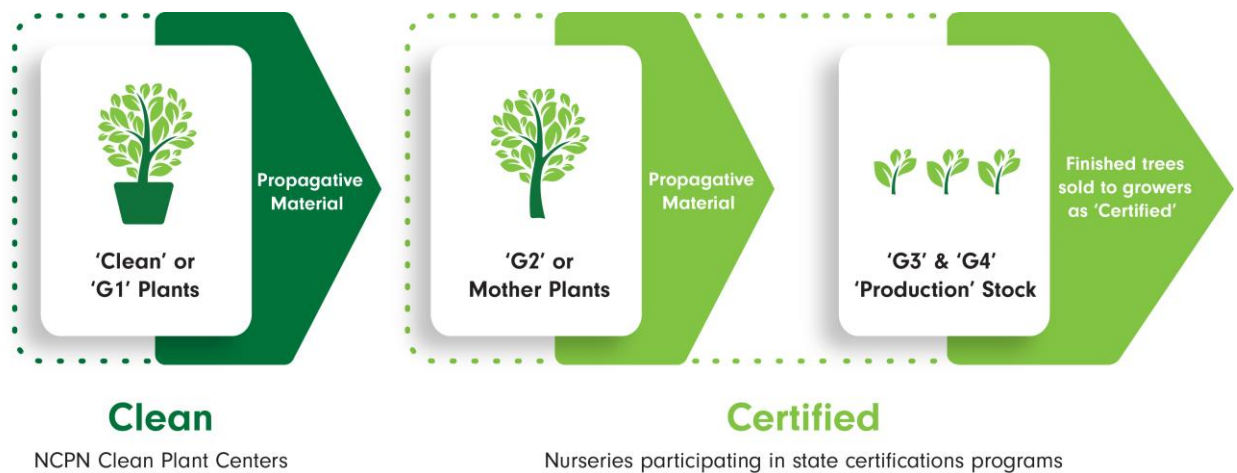 Propagative
Material
‘Clean’ or
‘G1’ Plants
Propagative
Material
‘G2’ or
Mother Plants
Finished trees
sold to growers
as ‘Certified’
‘G3’ & ‘G4’
‘Production’ Stock
Clean
NCPN Clean Plant Centers
Certified
Nurseries participating in state certifications programs